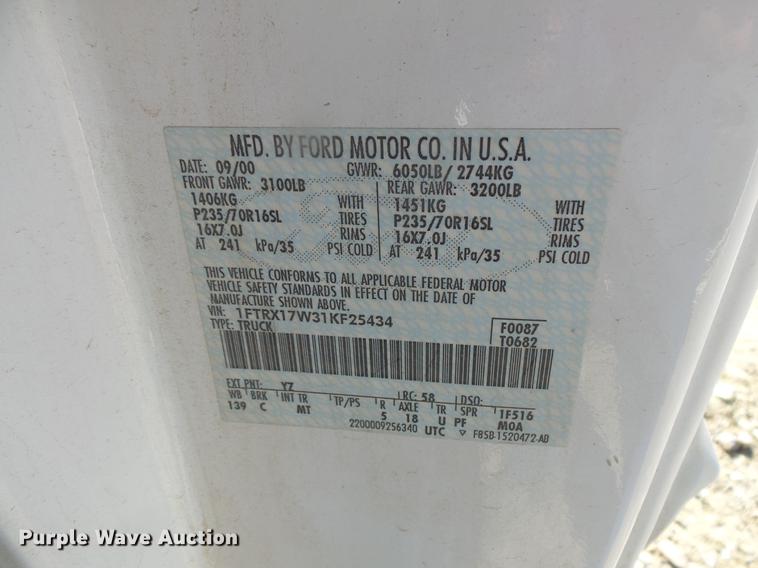 MFD. BY FORD MOTOR CO. IN U.S.A.
DATE: 09/00 GVWR: 6050LB/ 2744KG
FRONT GAWR: 3100LB REAR GAWR: 3200LB
1406KG WITH 1451KG WITH
P235/70R16SL TIRES P235/70R16SL TIRES
16X7.0J RIMS 16X7.0J RIMS
AT 241 kPa/35 PSI COLD AT 241 kPa/35 PSI COLD
THIS VEHICLE CONFORMS TO ALL APPLICABLE FEDERAL MOTOR
VEHICLE SAFETY STANDARDS IN EFFECT ON THE DATE OF
MANUFACTURE SHOWN ABOVE.
VIN: 1FTRX17W31KF25434 F0087
TYPE: TRUCK T0682
EXT PNT: Y7 RC: 58 DSO:
WB BRK INT TR TP/PS R AXLE TR SPR 1F516
139 C MT 5 18 U PF MOA
2200009256340 UTC F85B-1520472-AB
Purple Wave Auction